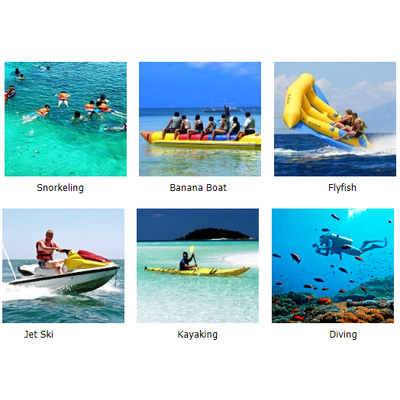 Snorkeling
Banana Boat
Flyfish
Jet Ski
Kayaking
Diving